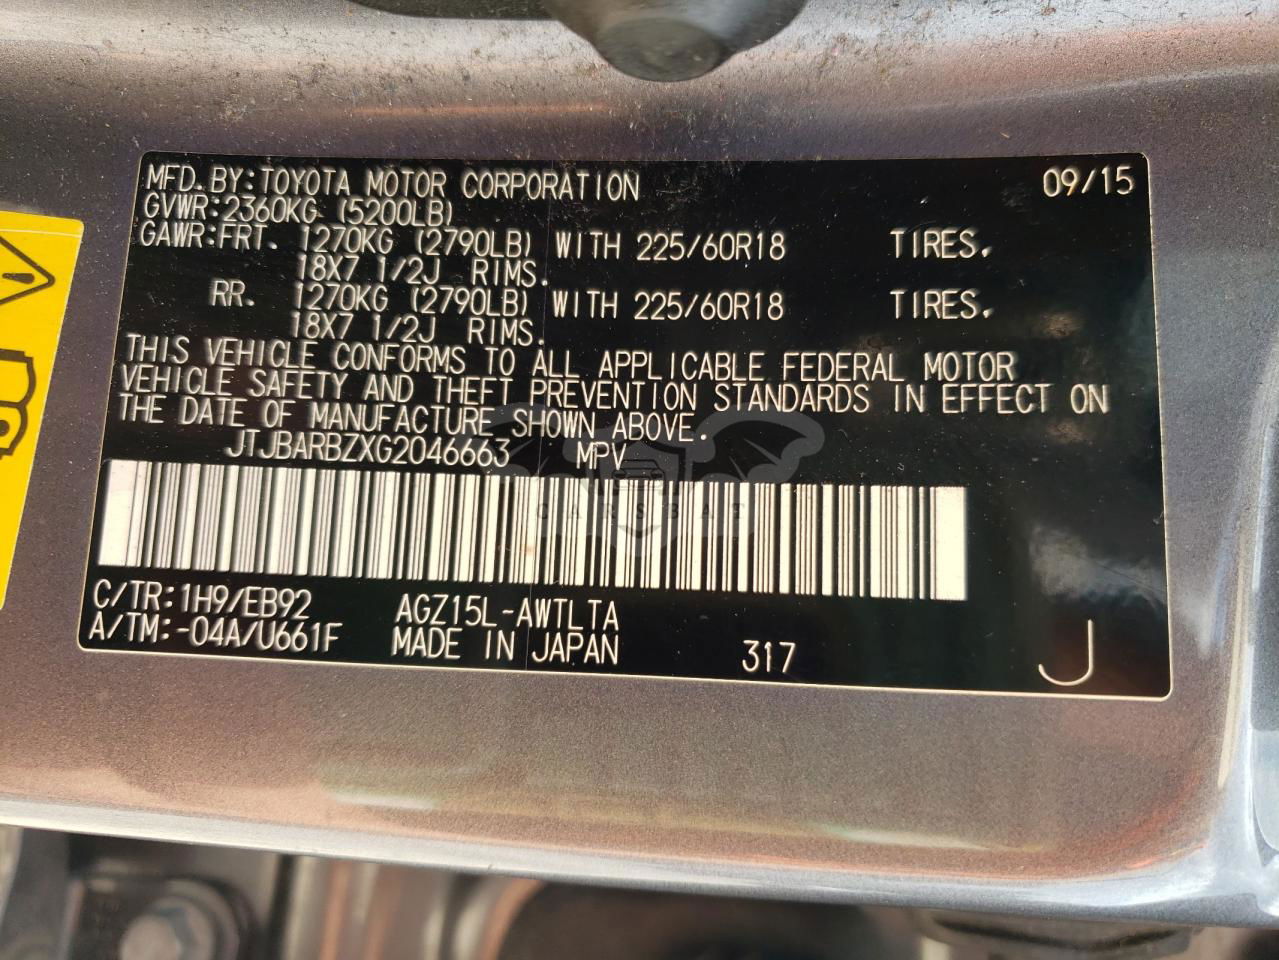 MFD.BY:TOYOTA MOTOR CORPORATION 09/15
GVWR:2360KG (5200LB)
GAWR:FRT. 1270KG (2790LB) WITH 225/60R18 TIRES.
18X7 1/2J RIMS.
RR. 1270KG (2790LB) WITH 225/60R18 TIRES.
18X7 1/2J RIMS.
THIS VEHICLE CONFORMS TO ALL APPLICABLE FEDERAL MOTOR
VEHICLE SAFETY AND THEFT PREVENTION STANDARDS IN EFFECT ON
THE DATE OF MANUFACTURE SHOWN ABOVE.
JTJBARBZXG2046663 MPV
CARSBAT
C/TR:1H9/EB92 AGZ15L-AWTLTA
A/TM:-04A/U661F MADE IN JAPAN 317 J